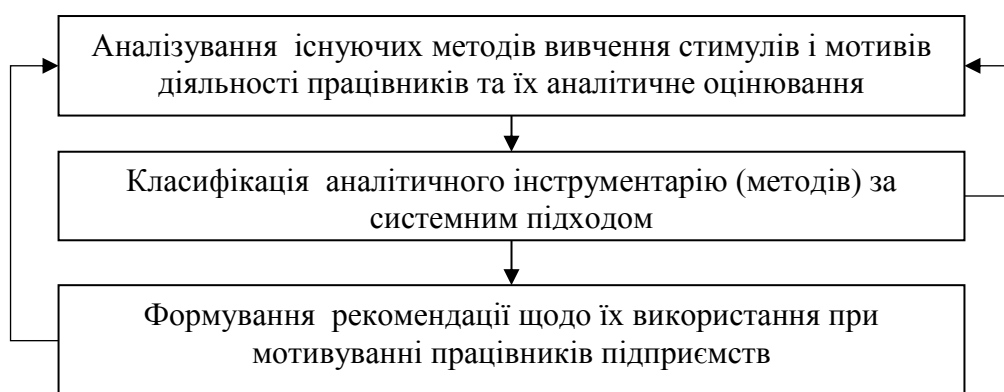 Аналізування існуючих методів вивчення стимулів і мотивів
діяльності працівників та їх аналітичне оцінювання
Класифікація аналітичного інструментарію (методів) за
системним підходом
Формування рекомендації щодо їх використання при
мотивуванні працівників підприємств